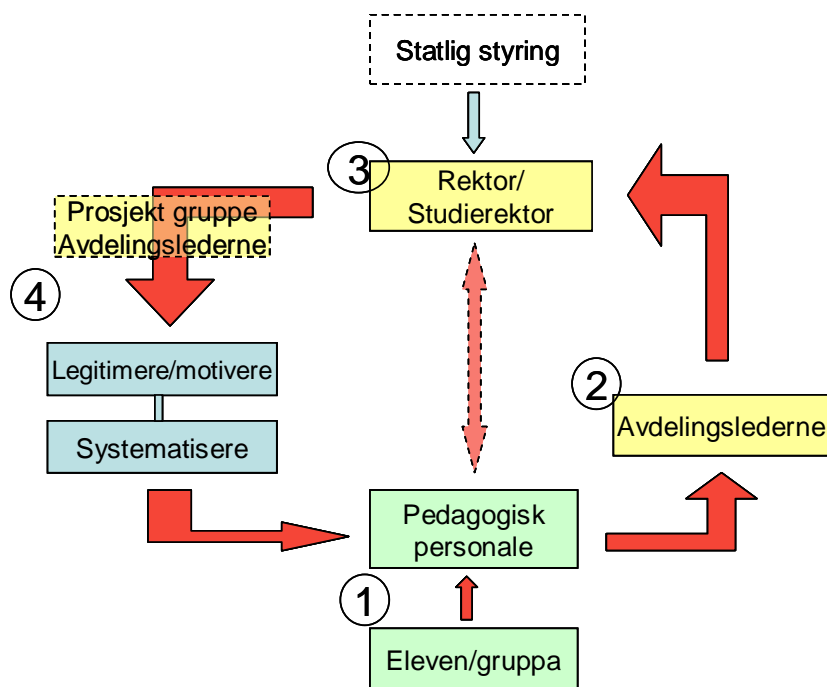 Statlig styring
3
Rektor/
Studierektor
Prosjekt gruppe
Avdelingslederne
4
Legitimere/motivere
Systematisere
2
Avdelingslederne
Pedagogisk
personale
1
Eleven/gruppa